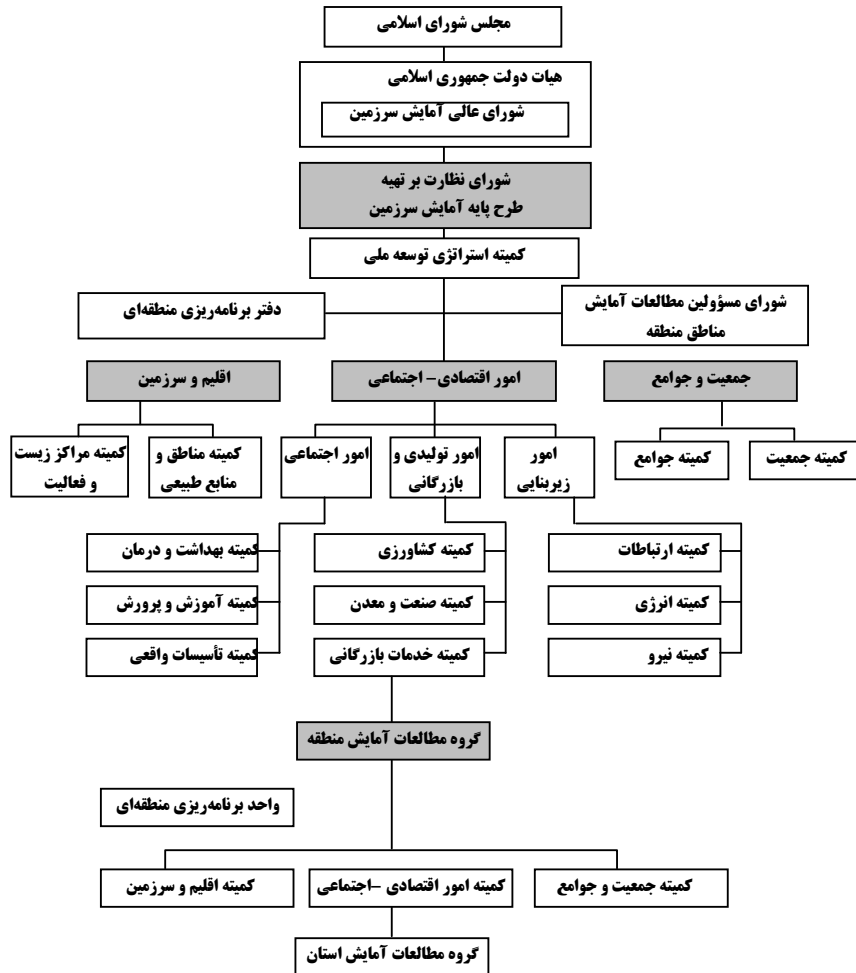 مجلس شورای اسلامی
هیات دولت جمهوری اسلامی
شورای عالی آمایش سرزمین
شورای نظارت بر تهیه
طرح پایه آمایش سرزمین
کمیته استراتژی توسعه ملی
شورای مسؤولین مطالعات آمایش
مناطق منطقه
دفتر برنامه‌ریزی منطقه‌ای
جمعیت و جوامع
امور اقتصادی- اجتماعی
اقلیم و سرزمین
کمیته جمعیت
کمیته جوامع
امور
زیربنایی
امور تولیدی و
بازرگانی
امور اجتماعی
کمیته مناطق و
منابع طبیعی
کمیته مراکز زیست
و فعالیت
کمیته ارتباطات
کمیته کشاورزی
کمیته بهداشت و درمان
کمیته انرژی
کمیته صنعت و معدن
کمیته آموزش و پرورش
کمیته نیرو
کمیته خدمات بازرگانی
کمیته تأسیسات واقعی
گروه مطالعات آمایش منطقه
واحد برنامه‌ریزی منطقه‌ای
کمیته جمعیت و جوامع
کمیته امور اقتصادی –اجتماعی
کمیته اقلیم و سرزمین
گروه مطالعات آمایش استان